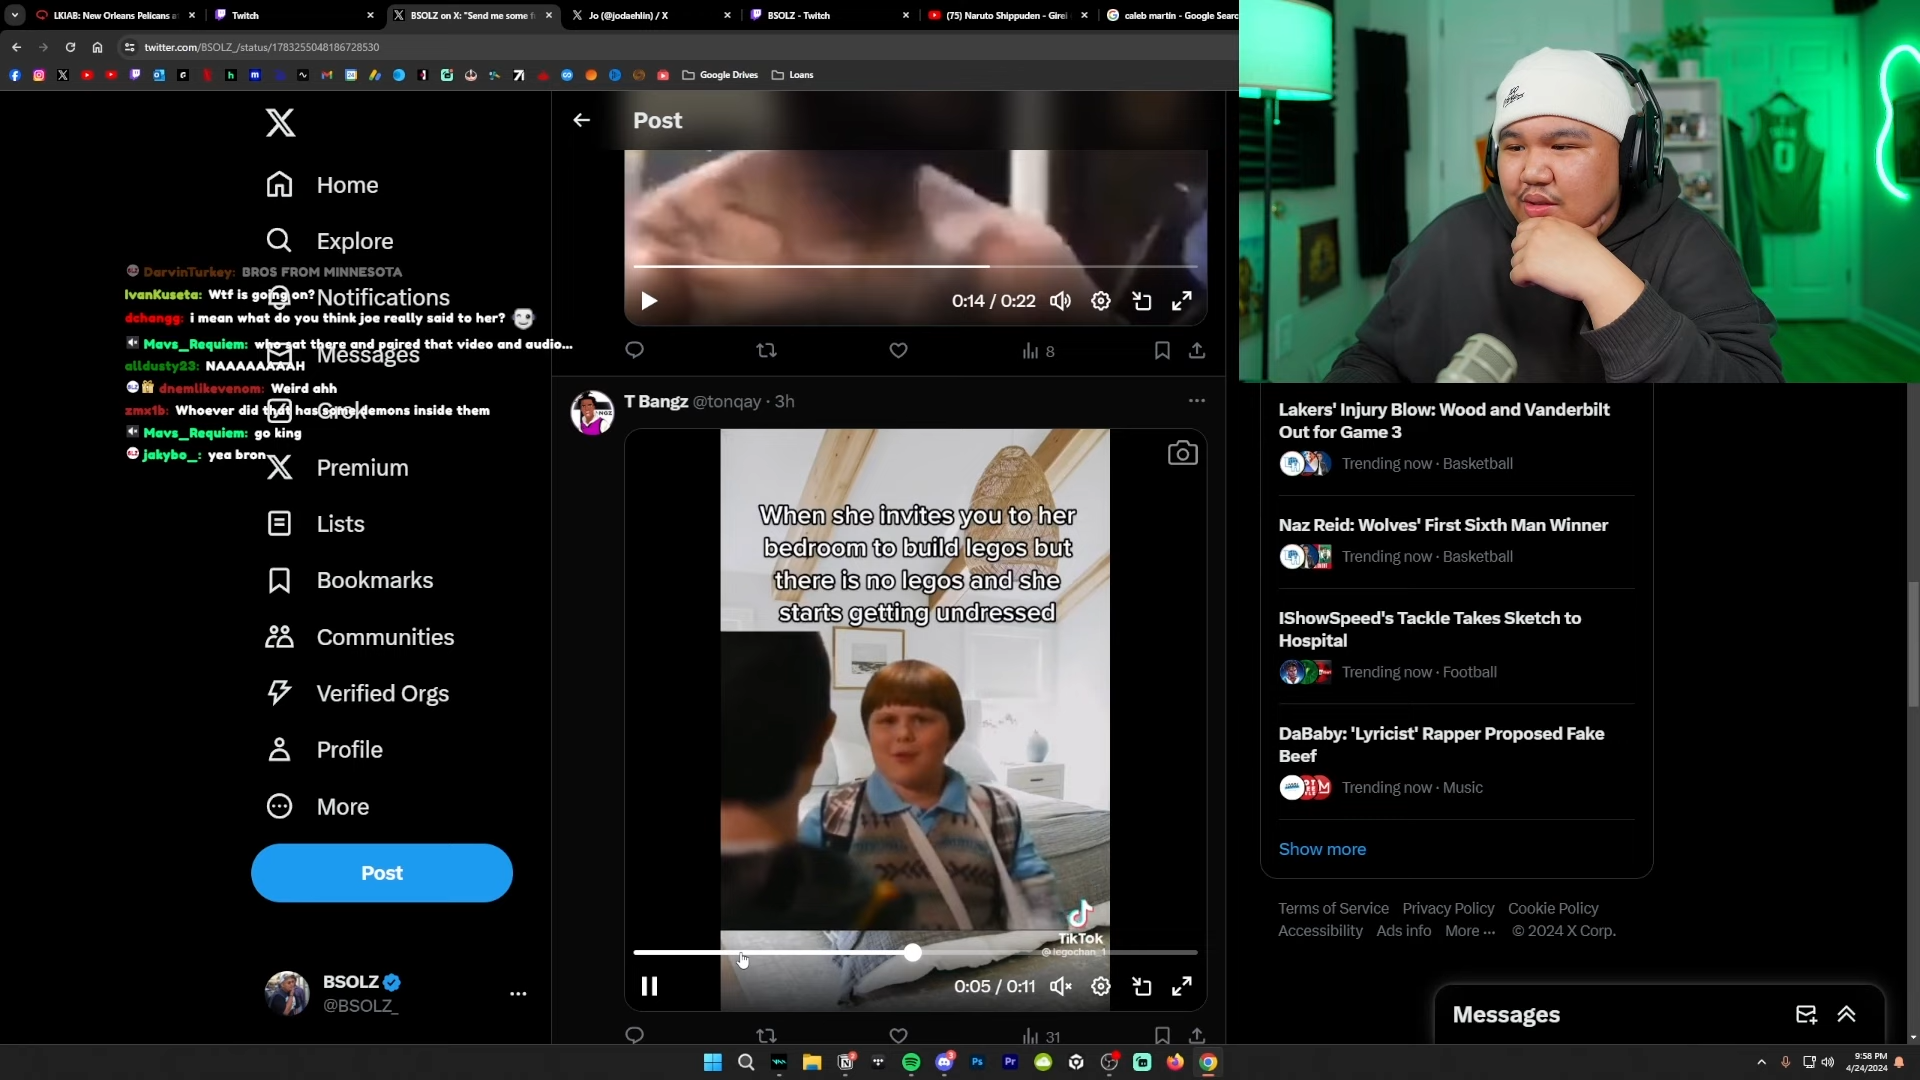 LKIAB: New Orleans Pelicans a
Twitch
BSOLZ on X: "Send me some f
Jo (@jodaehlin) / X
BSOLZ - Twitch
(75) Naruto Shippuden - Girei
caleb martin - Google Searc
twitter.com/BSOLZ_/status/1783255048186728530
Google Drives
Loans
Post
Home
Explore
DarvinTurkey: BROS FROM MINNESOTA
IvanKuseta: Wtf is going on?
Notifications
dchangg: i mean what do you think joe really said to her?
Mavs_Requiem: who sat there and paired that video and audio...
Messages
alldusty23: NAAAAAAAAH
dnemlikevenom: Weird ahh
zmx1b: Whoever did that has some demons inside them
Grok
Mavs_Requiem: go king
jakybo_: yea bron
Premium
Lists
Bookmarks
Communities
Verified Orgs
Profile
More
Post
BSOLZ
@BSOLZ_
0:14 / 0:22
8
T Bangz @tonqay · 3h
When she invites you to her
bedroom to build legos but
there is no legos and she
starts getting undressed
TikTok
@legochan_1
0:05 / 0:11
31
0
Lakers' Injury Blow: Wood and Vanderbilt
Out for Game 3
Trending now · Basketball
Naz Reid: Wolves' First Sixth Man Winner
Trending now · Basketball
IShowSpeed's Tackle Takes Sketch to
Hospital
Trending now · Football
DaBaby: 'Lyricist' Rapper Proposed Fake
Beef
Trending now · Music
Show more
Terms of Service Privacy Policy Cookie Policy
Accessibility Ads info More ··· © 2024 X Corp.
Messages
9:58 PM
4/24/2024